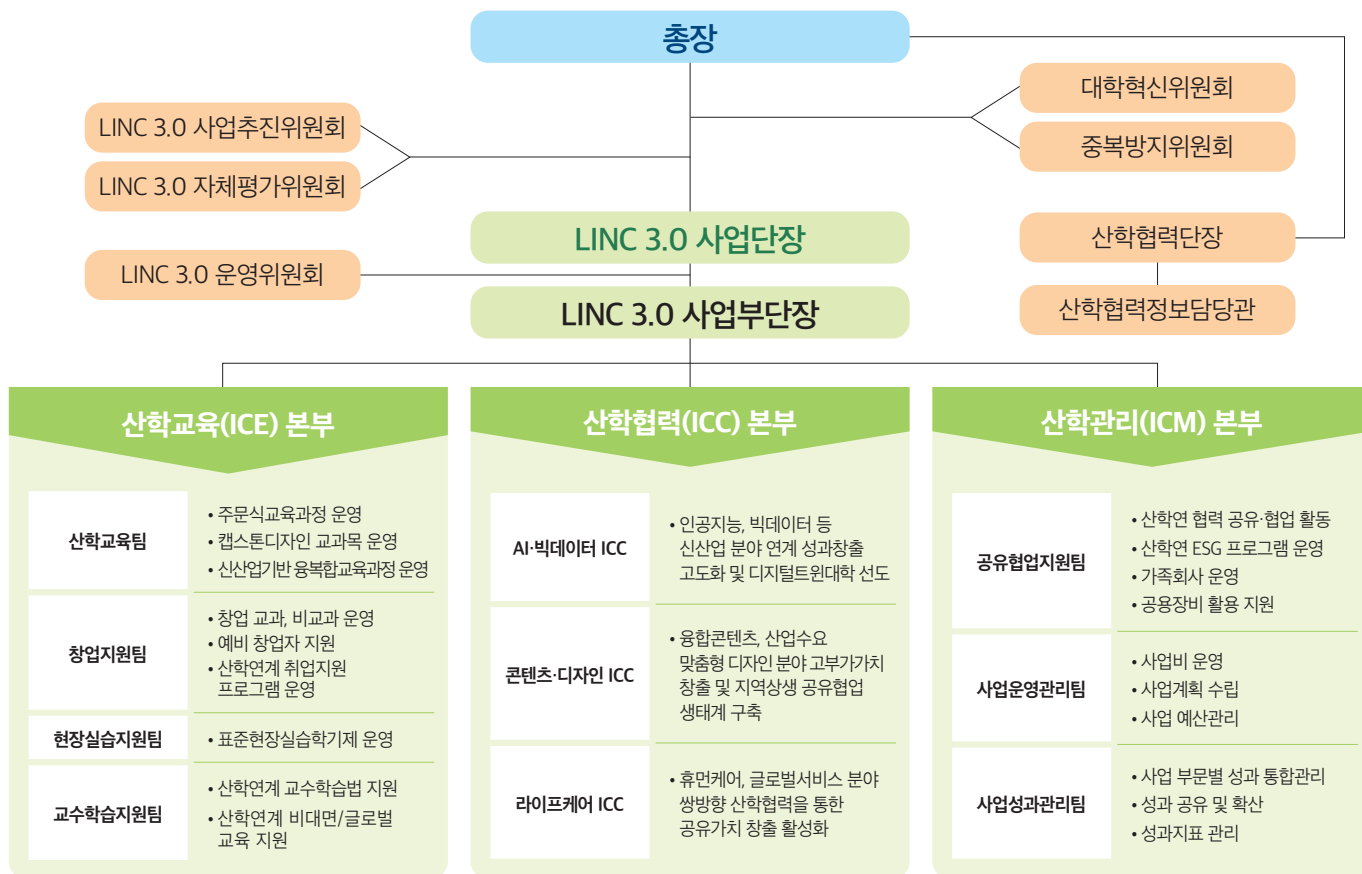 총장
대학혁신위원회
중복방지위원회
LINC 3.0 사업추진위원회
LINC 3.0 자체평가위원회
LINC 3.0 사업단장
산학협력단장
LINC 3.0 운영위원회
LINC 3.0 사업부단장
산학협력정보담당관
산학교육(ICE) 본부
산학교육팀
• 주문식교육과정 운영
• 캡스톤디자인 교과목 운영
• 신산업기반 융복합교육과정 운영
창업지원팀
• 창업 교과, 비교과 운영
• 예비 창업자 지원
• 산학연계 취업지원
프로그램 운영
현장실습지원팀
• 표준현장실습학기제 운영
교수학습지원팀
• 산학연계 교수학습법 지원
• 산학연계 비대면/글로벌
교육 지원
산학협력(ICC) 본부
AI·빅데이터 ICC
• 인공지능, 빅데이터 등
신산업 분야 연계 성과창출
고도화 및 디지털트윈대학 선도
콘텐츠·디자인 ICC
• 융합콘텐츠, 산업수요
맞춤형 디자인 분야 고부가가치
창출 및 지역상생 공유협업
생태계 구축
라이프케어 ICC
• 휴먼케어, 글로벌서비스 분야
쌍방향 산학협력을 통한
공유가치 창출 활성화
산학관리(ICM) 본부
공유협업지원팀
• 산학연 협력 공유·협업 활동
• 산학연 ESG 프로그램 운영
• 가족회사 운영
• 공용장비 활용 지원
사업운영관리팀
• 사업비 운영
• 사업계획 수립
• 사업 예산관리
사업성과관리팀
• 사업 부문별 성과 통합관리
• 성과 공유 및 확산
• 성과지표 관리